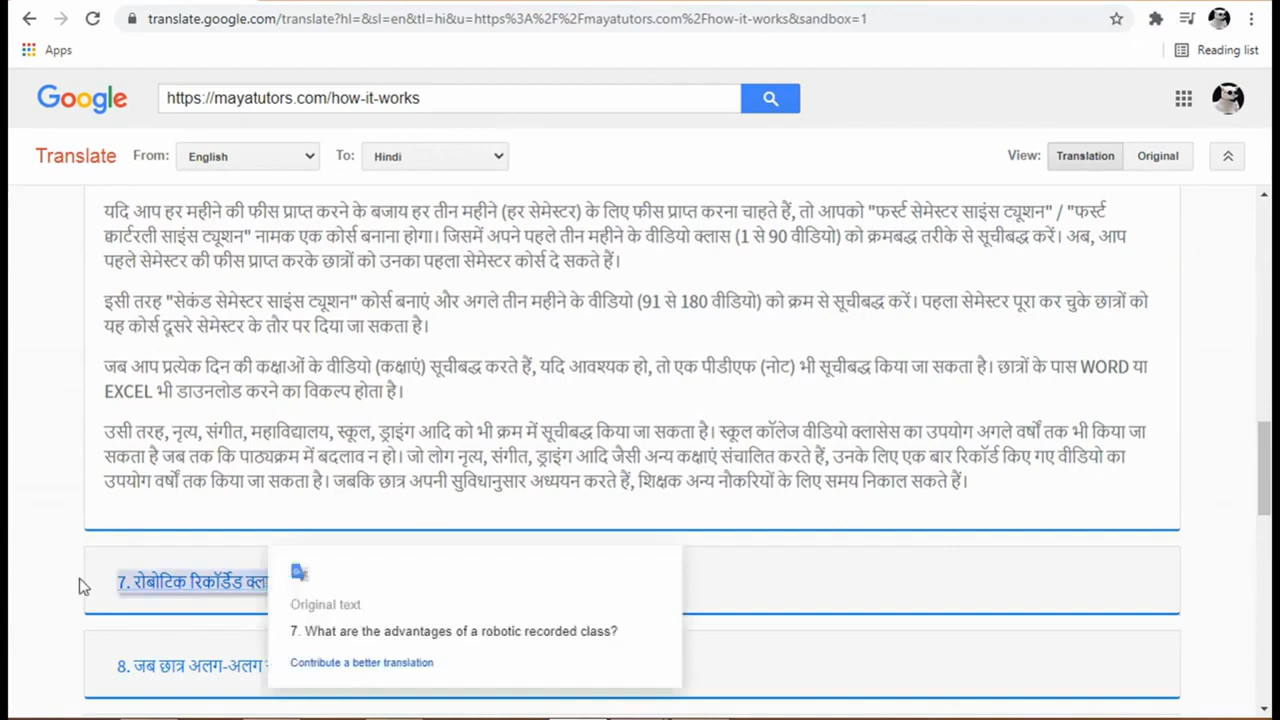 translate.google.com/translate?hl=&sl=en&tl=hi&u=https%3A%2F%2Fmayatutors.com%2Fhow-it-works&sandbox=1
Apps
Reading list
Google
https://mayatutors.com/how-it-works
Translate From: English To: Hindi View: Translation Original
यदि आप हर महीने की फीस प्राप्त करने के बजाय हर तीन महीने (हर सेमेस्टर) के लिए फीस प्राप्त करना चाहते हैं, तो आपको "फर्स्ट सेमेस्टर साइंस ट्यूशन" / "फर्स्ट
क्वार्टरली साइंस ट्यूशन" नामक एक कोर्स बनाना होगा। जिसमें अपने पहले तीन महीने के वीडियो क्लास (1 से 90 वीडियो) को क्रमबद्ध तरीके से सूचीबद्ध करें। अब, आप
पहले सेमेस्टर की फीस प्राप्त करके छात्रों को उनका पहला सेमेस्टर कोर्स दे सकते हैं।
इसी तरह "सेकंड सेमेस्टर साइंस ट्यूशन" कोर्स बनाएं और अगले तीन महीने के वीडियो (91 से 180 वीडियो) को क्रम से सूचीबद्ध करें। पहला सेमेस्टर पूरा कर चुके छात्रों को
यह कोर्स दूसरे सेमेस्टर के तौर पर दिया जा सकता है।
जब आप प्रत्येक दिन की कक्षाओं के वीडियो (कक्षाएं) सूचीबद्ध करते हैं, यदि आवश्यक हो, तो एक पीडीएफ (नोट) भी सूचीबद्ध किया जा सकता है। छात्रों के पास WORD या
EXCEL भी डाउनलोड करने का विकल्प होता है।
उसी तरह, नृत्य, संगीत, महाविद्यालय, स्कूल, ड्राइंग आदि को भी क्रम में सूचीबद्ध किया जा सकता है। स्कूल कॉलेज वीडियो क्लासेस का उपयोग अगले वर्षों तक भी किया जा
सकता है जब तक कि पाठ्यक्रम में बदलाव न हो। जो लोग नृत्य, संगीत, ड्राइंग आदि जैसी अन्य कक्षाएं संचालित करते हैं, उनके लिए एक बार रिकॉर्ड किए गए वीडियो का
उपयोग वर्षों तक किया जा सकता है। जबकि छात्र अपनी सुविधानुसार अध्ययन करते हैं, शिक्षक अन्य नौकरियों के लिए समय निकाल सकते हैं।
7. रोबोटिक रिकॉर्डेड
Original text
7. What are the advantages of a robotic recorded class?
Contribute a better translation
8. जब छात्र अलग-अलग